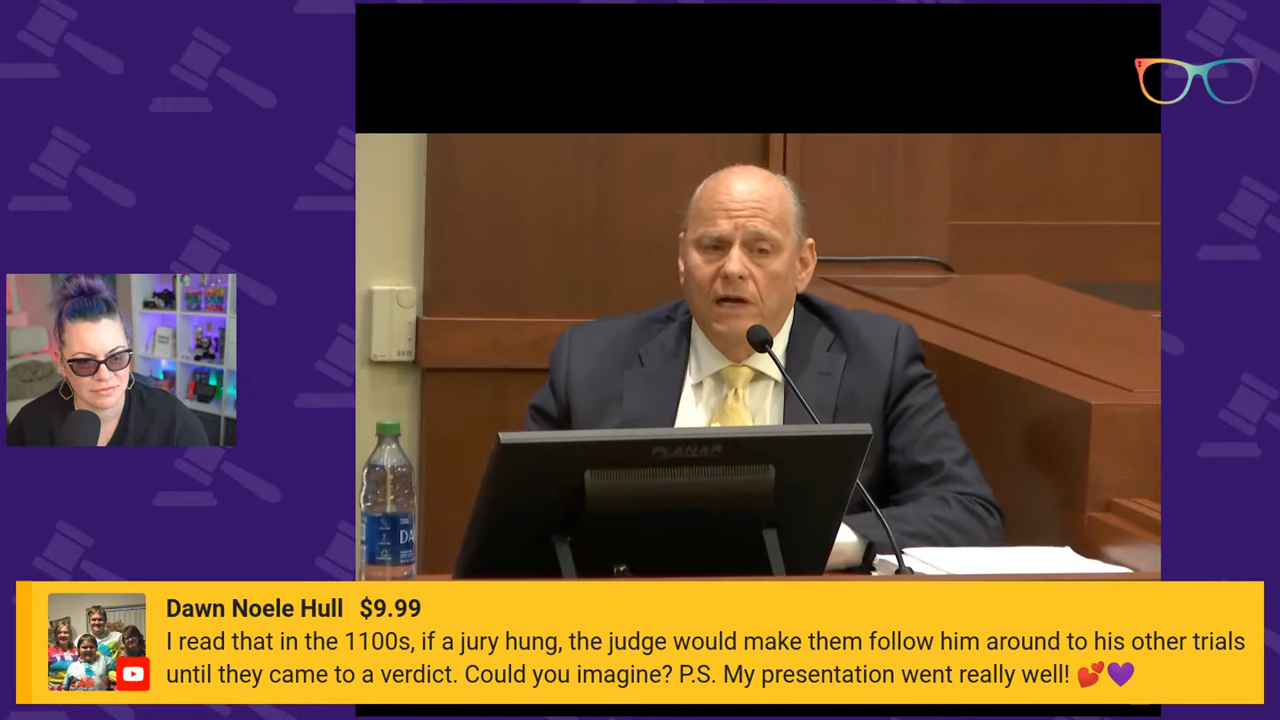 PLANAR
DA
Dawn Noele Hull $9.99
I read that in the 1100s, if a jury hung, the judge would make them follow him around to his other trials
until they came to a verdict. Could you imagine? P.S. My presentation went really well! 💕💜